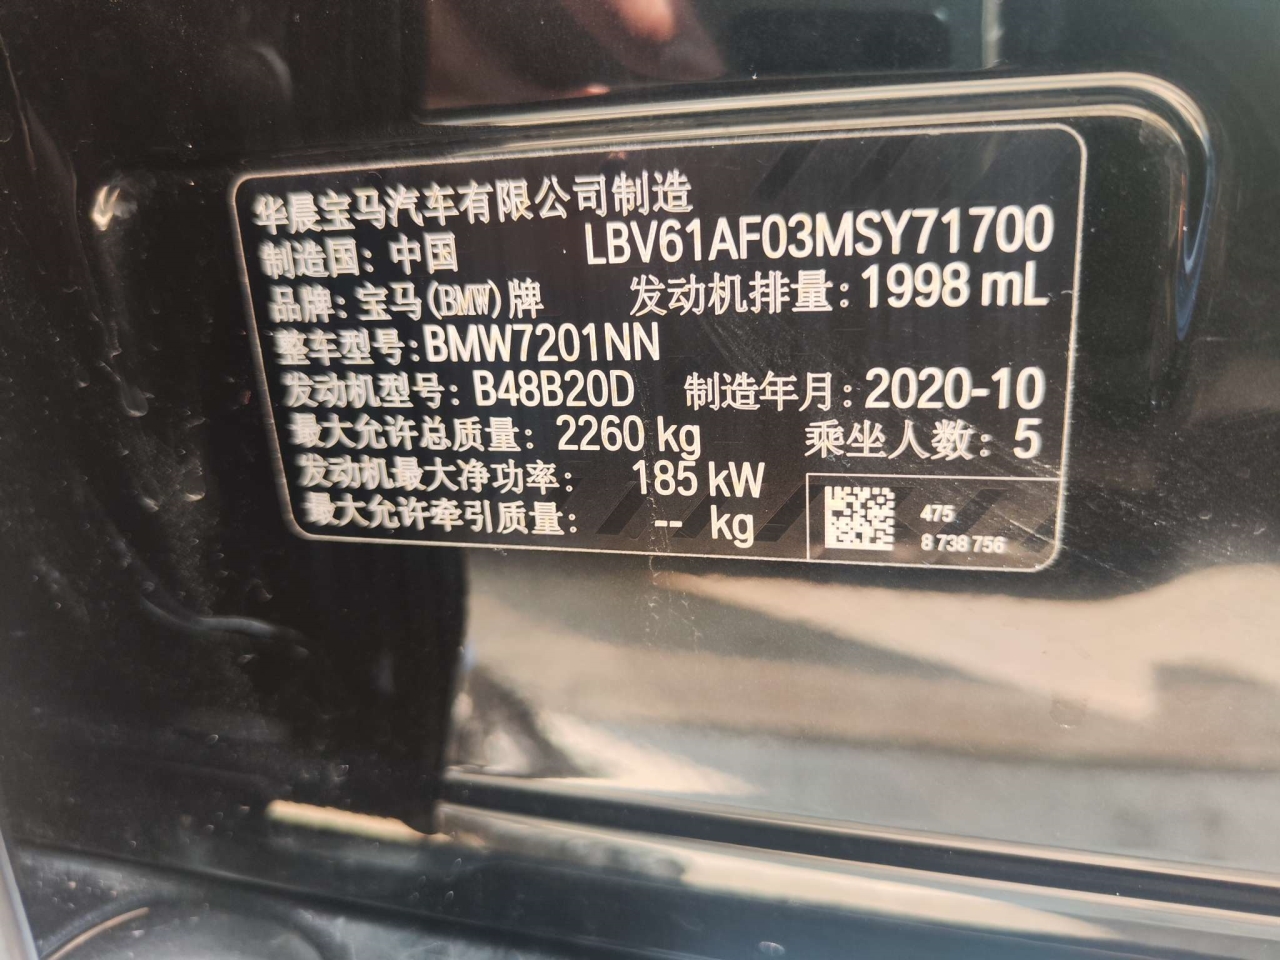 华晨宝马汽车有限公司制造
制造国：中国 LBV61AF03MSY71700
品牌：宝马(BMW)牌 发动机排量：1998 mL
整车型号：BMW7201NN
发动机型号：B48B20D 制造年月：2020-10
最大允许总质量：2260 kg 乘坐人数：5
发动机最大净功率：185 kW
最大允许牵引质量：-- kg
475
8 738 756